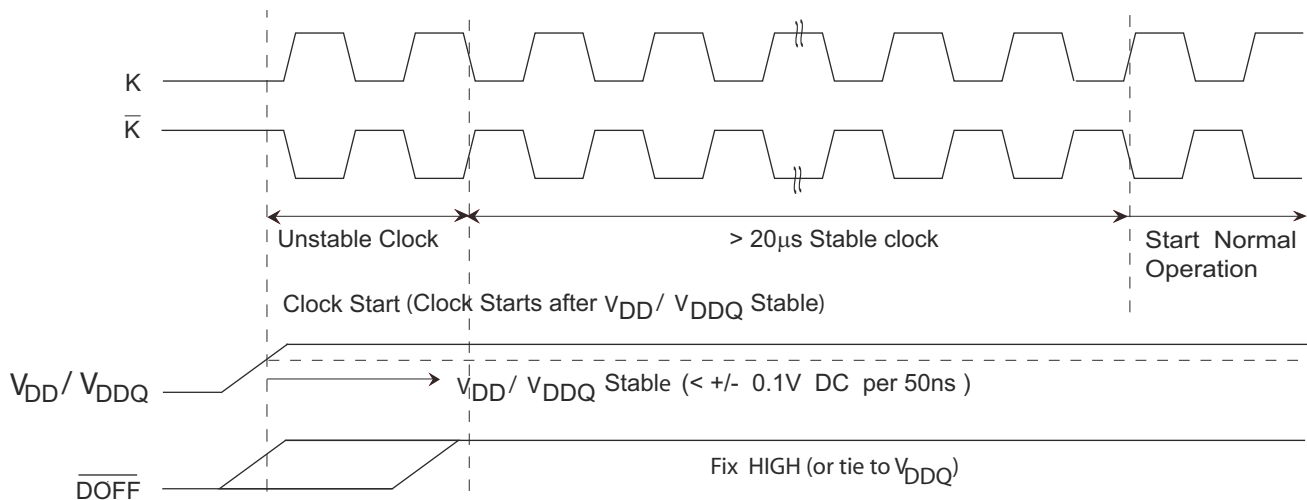 K
K̅
Unstable Clock
> 20μs Stable clock
Start Normal
Operation
Clock Start (Clock Starts after VDD / VDDQ Stable)
VDD / VDDQ
VDD / VDDQ Stable (< +/- 0.1V DC per 50ns )
D̅O̅F̅F̅
Fix HIGH (or tie to VDDQ)